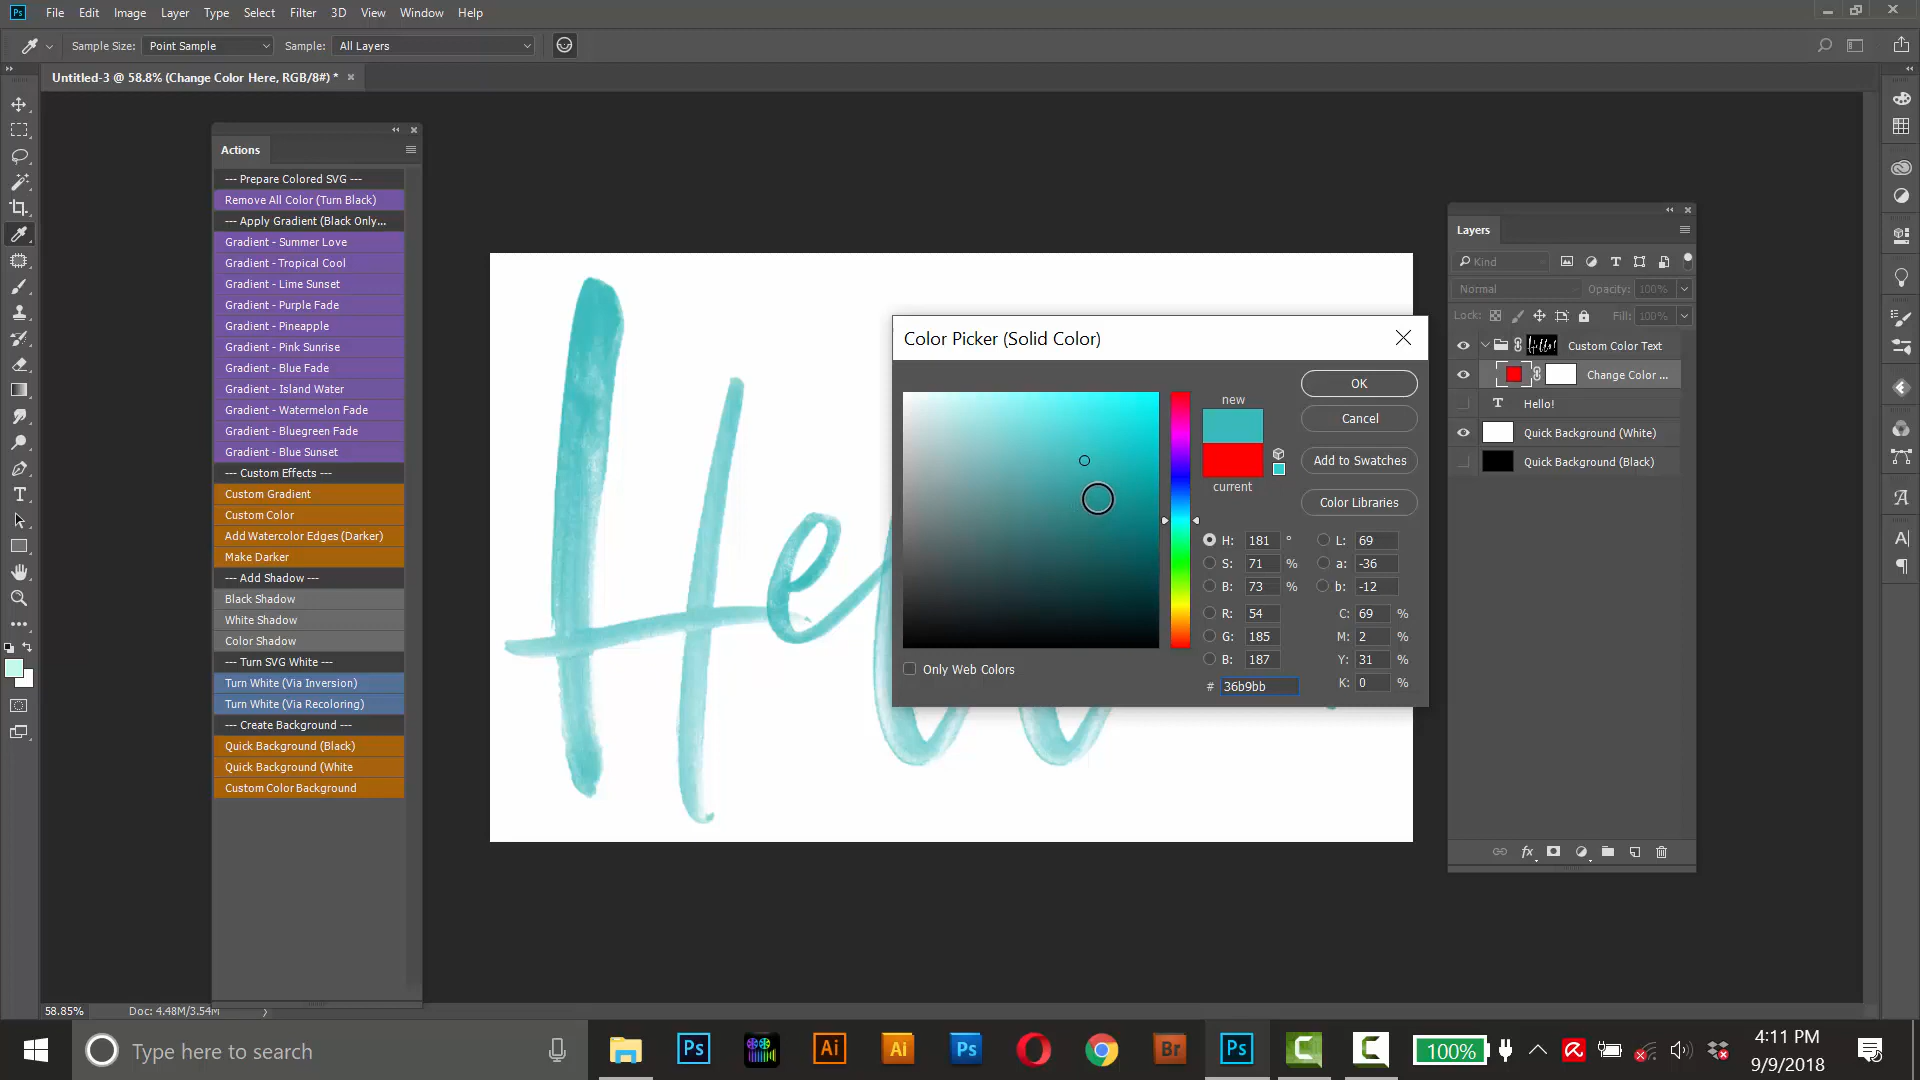 Ps File Edit Image Layer Type Select Filter 3D View Window Help
Sample Size: Point Sample Sample: All Layers
Untitled-3 @ 58.8% (Change Color Here, RGB/8#) *
Actions
--- Prepare Colored SVG ---
Remove All Color (Turn Black)
--- Apply Gradient (Black Only...
Gradient - Summer Love
Gradient - Tropical Cool
Gradient - Lime Sunset
Gradient - Purple Fade
Gradient - Pineapple
Gradient - Pink Sunrise
Gradient - Blue Fade
Gradient - Island Water
Gradient - Watermelon Fade
Gradient - Bluegreen Fade
Gradient - Blue Sunset
--- Custom Effects ---
Custom Gradient
Custom Color
Add Watercolor Edges (Darker)
Make Darker
--- Add Shadow ---
Black Shadow
White Shadow
Color Shadow
--- Turn SVG White ---
Turn White (Via Inversion)
Turn White (Via Recoloring)
--- Create Background ---
Quick Background (Black)
Quick Background (White
Custom Color Background
Color Picker (Solid Color)
new
current
OK
Cancel
Add to Swatches
Color Libraries
H: 181 ° L: 69
S: 71 % a: -36
B: 73 % b: -12
R: 54 C: 69 %
G: 185 M: 2 %
B: 187 Y: 31 %
# 36b9bb K: 0 %
Only Web Colors
Layers
Kind
Normal Opacity: 100%
Lock: Fill: 100%
Custom Color Text
Change Color ...
T Hello!
Quick Background (White)
Quick Background (Black)
fx
58.85% Doc: 4.48M/3.54M
Type here to search
Ps Ai Ai Ps Br Ps C C 100%
4:11 PM
9/9/2018